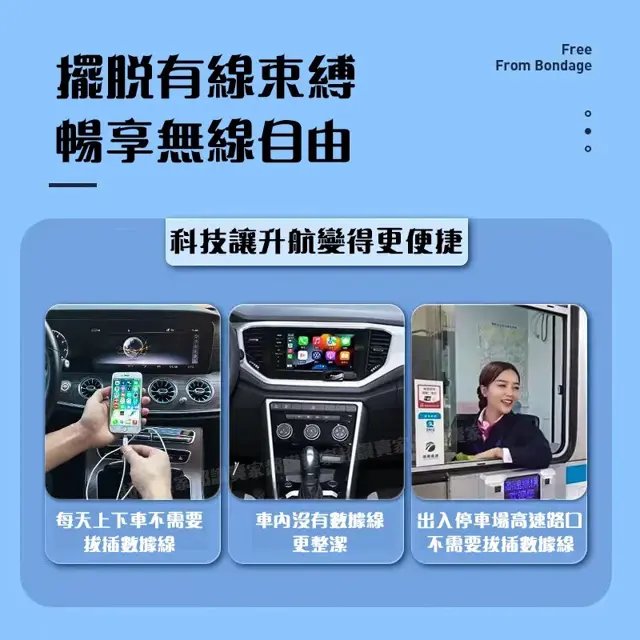 擺脫有線束縛
暢享無線自由
Free
From Bondage
科技讓升航變得更便捷
每天上下車不需要
拔插數據線
車內沒有數據線
更整潔
出入停車場高速路口
不需要拔插數據線